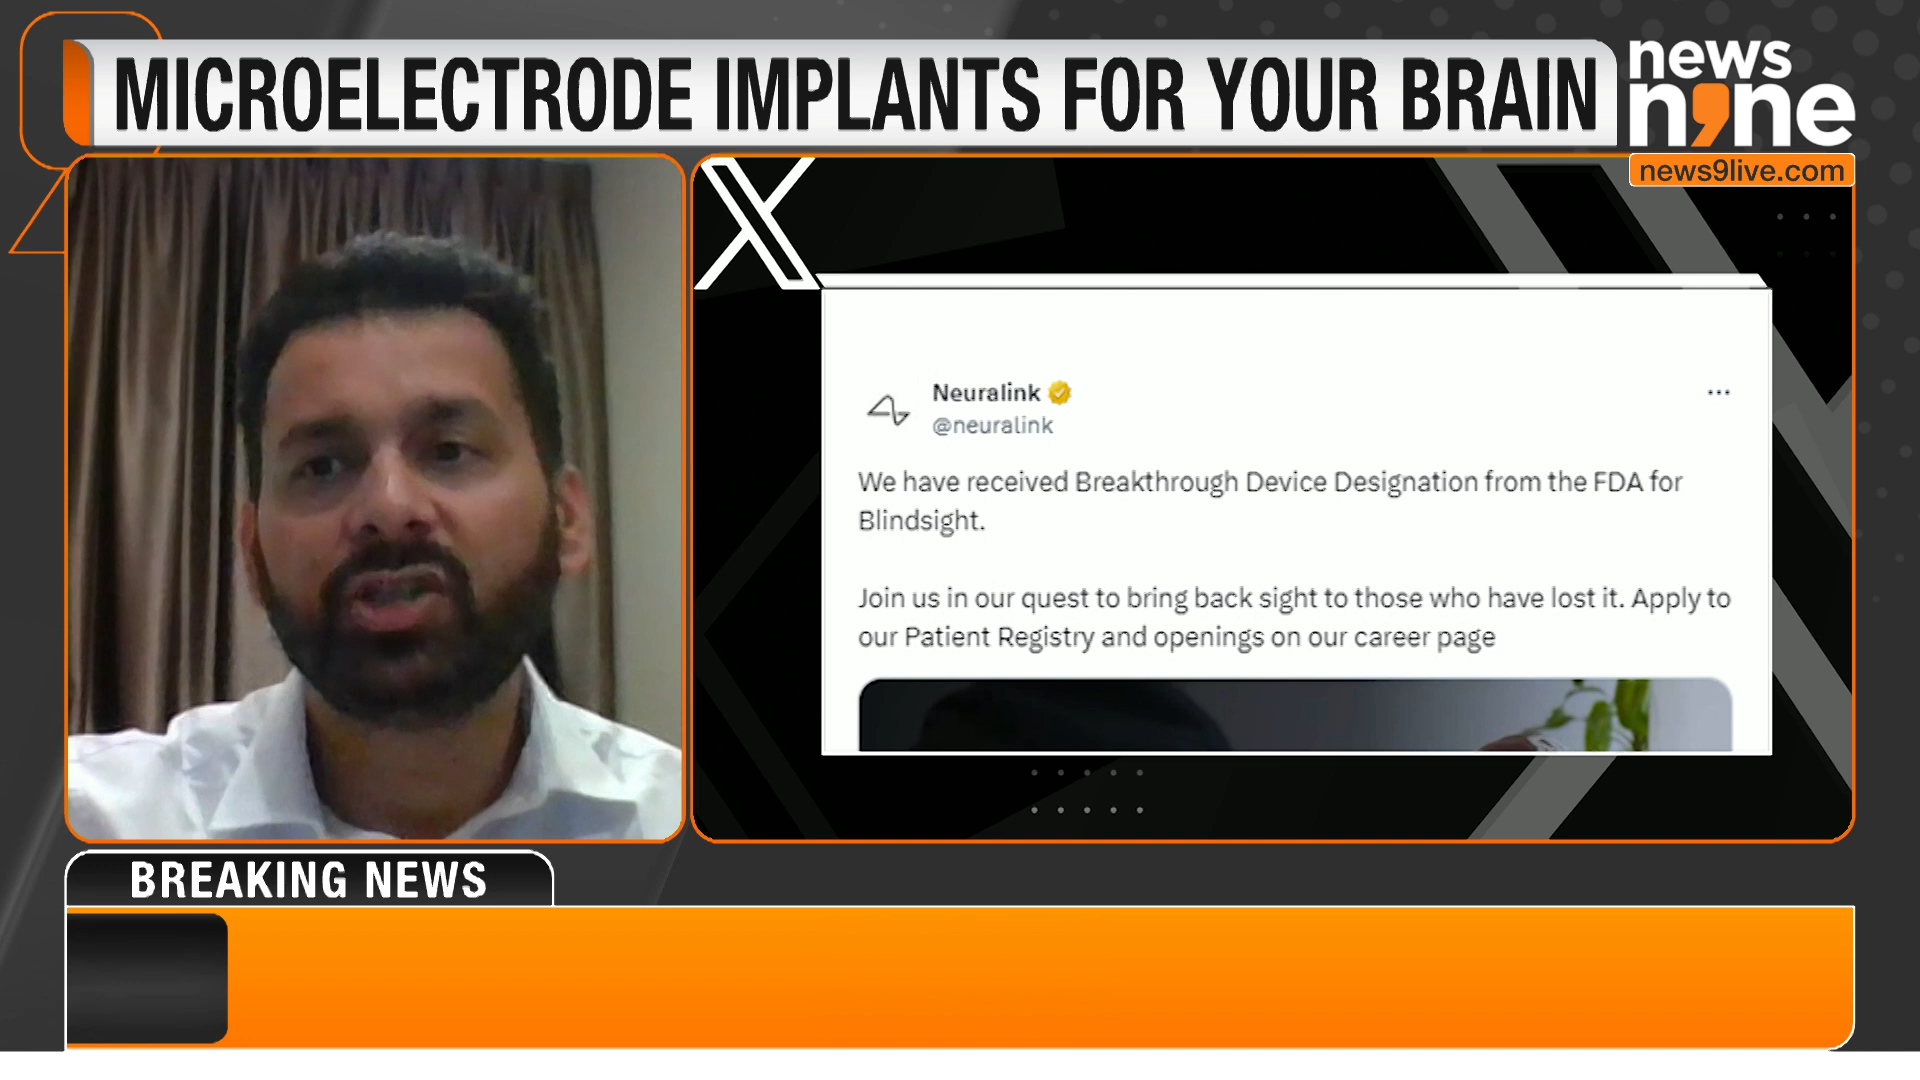 MICROELECTRODE IMPLANTS FOR YOUR BRAIN
news
nine
news9live.com
X
Neuralink
@neuralink
We have received Breakthrough Device Designation from the FDA for
Blindsight.
Join us in our quest to bring back sight to those who have lost it. Apply to
our Patient Registry and openings on our career page
BREAKING NEWS